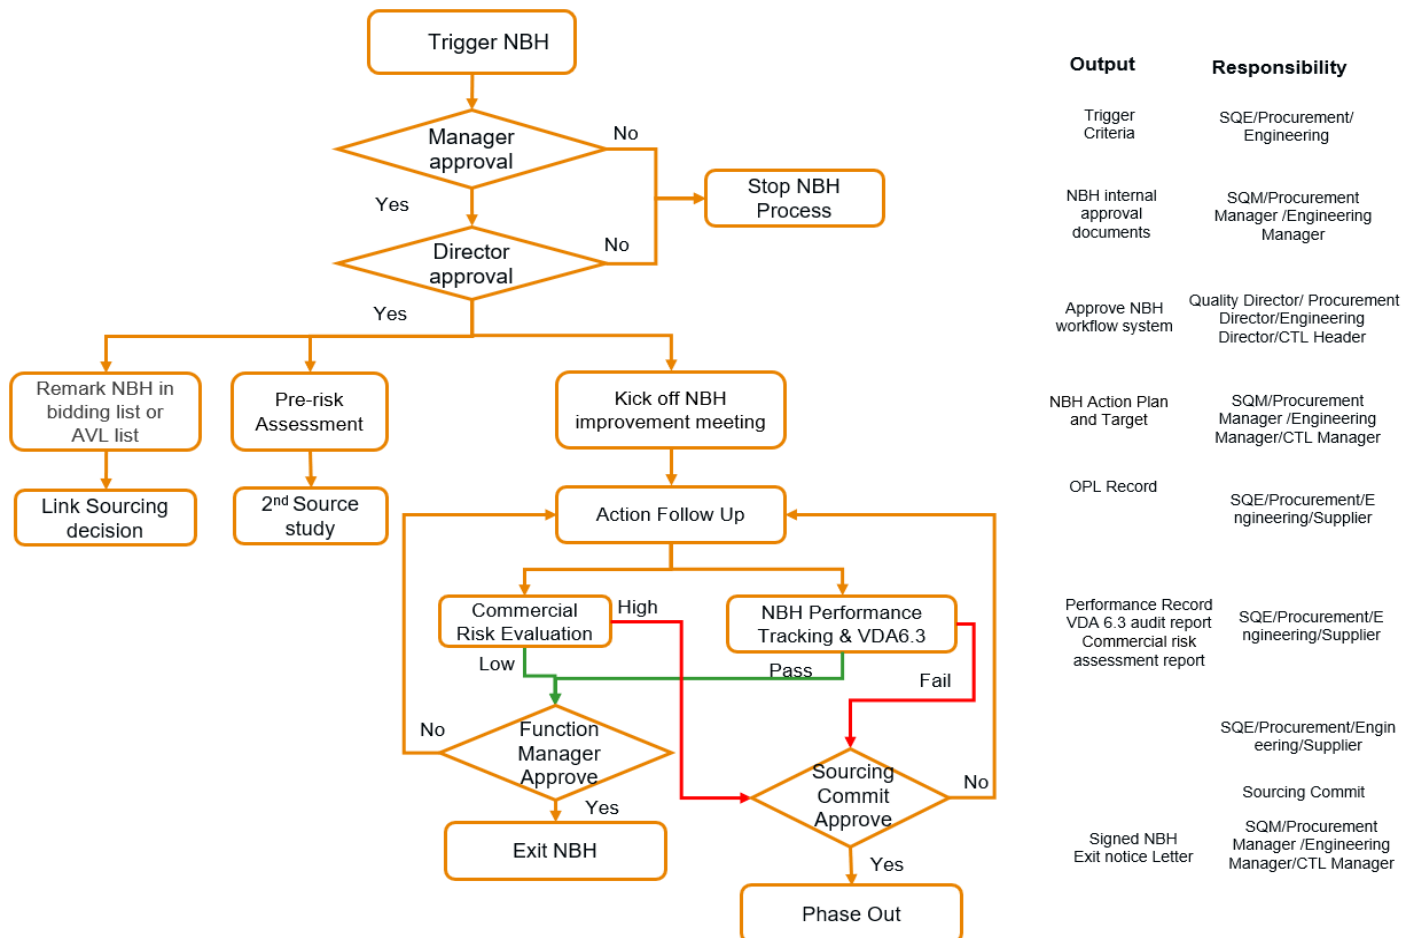 Trigger NBH
Manager
approval
No
Yes
Stop NBH
Process
Director
approval
No
Yes
Remark NBH in
bidding list or
AVL list
Pre-risk
Assessment
Kick off NBH
improvement meeting
Link Sourcing
decision
2nd Source
study
Action Follow Up
Commercial
Risk Evaluation
High
NBH Performance
Tracking & VDA6.3
Low
Pass
Fail
No
Function
Manager
Approve
Sourcing
Commit
Approve
No
Yes
Exit NBH
Yes
Phase Out
Output
Responsibility
Trigger
Criteria
SQE/Procurement/
Engineering
NBH internal
approval
documents
SQM/Procurement
Manager /Engineering
Manager
Approve NBH
workflow system
Quality Director/ Procurement
Director/Engineering
Director/CTL Header
NBH Action Plan
and Target
SQM/Procurement
Manager /Engineering
Manager/CTL Manager
OPL Record
SQE/Procurement/E
ngineering/Supplier
Performance Record
VDA 6.3 audit report
Commercial risk
assessment report
SQE/Procurement/E
ngineering/Supplier
SQE/Procurement/Engin
eering/Supplier
Sourcing Commit
Signed NBH
Exit notice Letter
SQM/Procurement
Manager /Engineering
Manager/CTL Manager